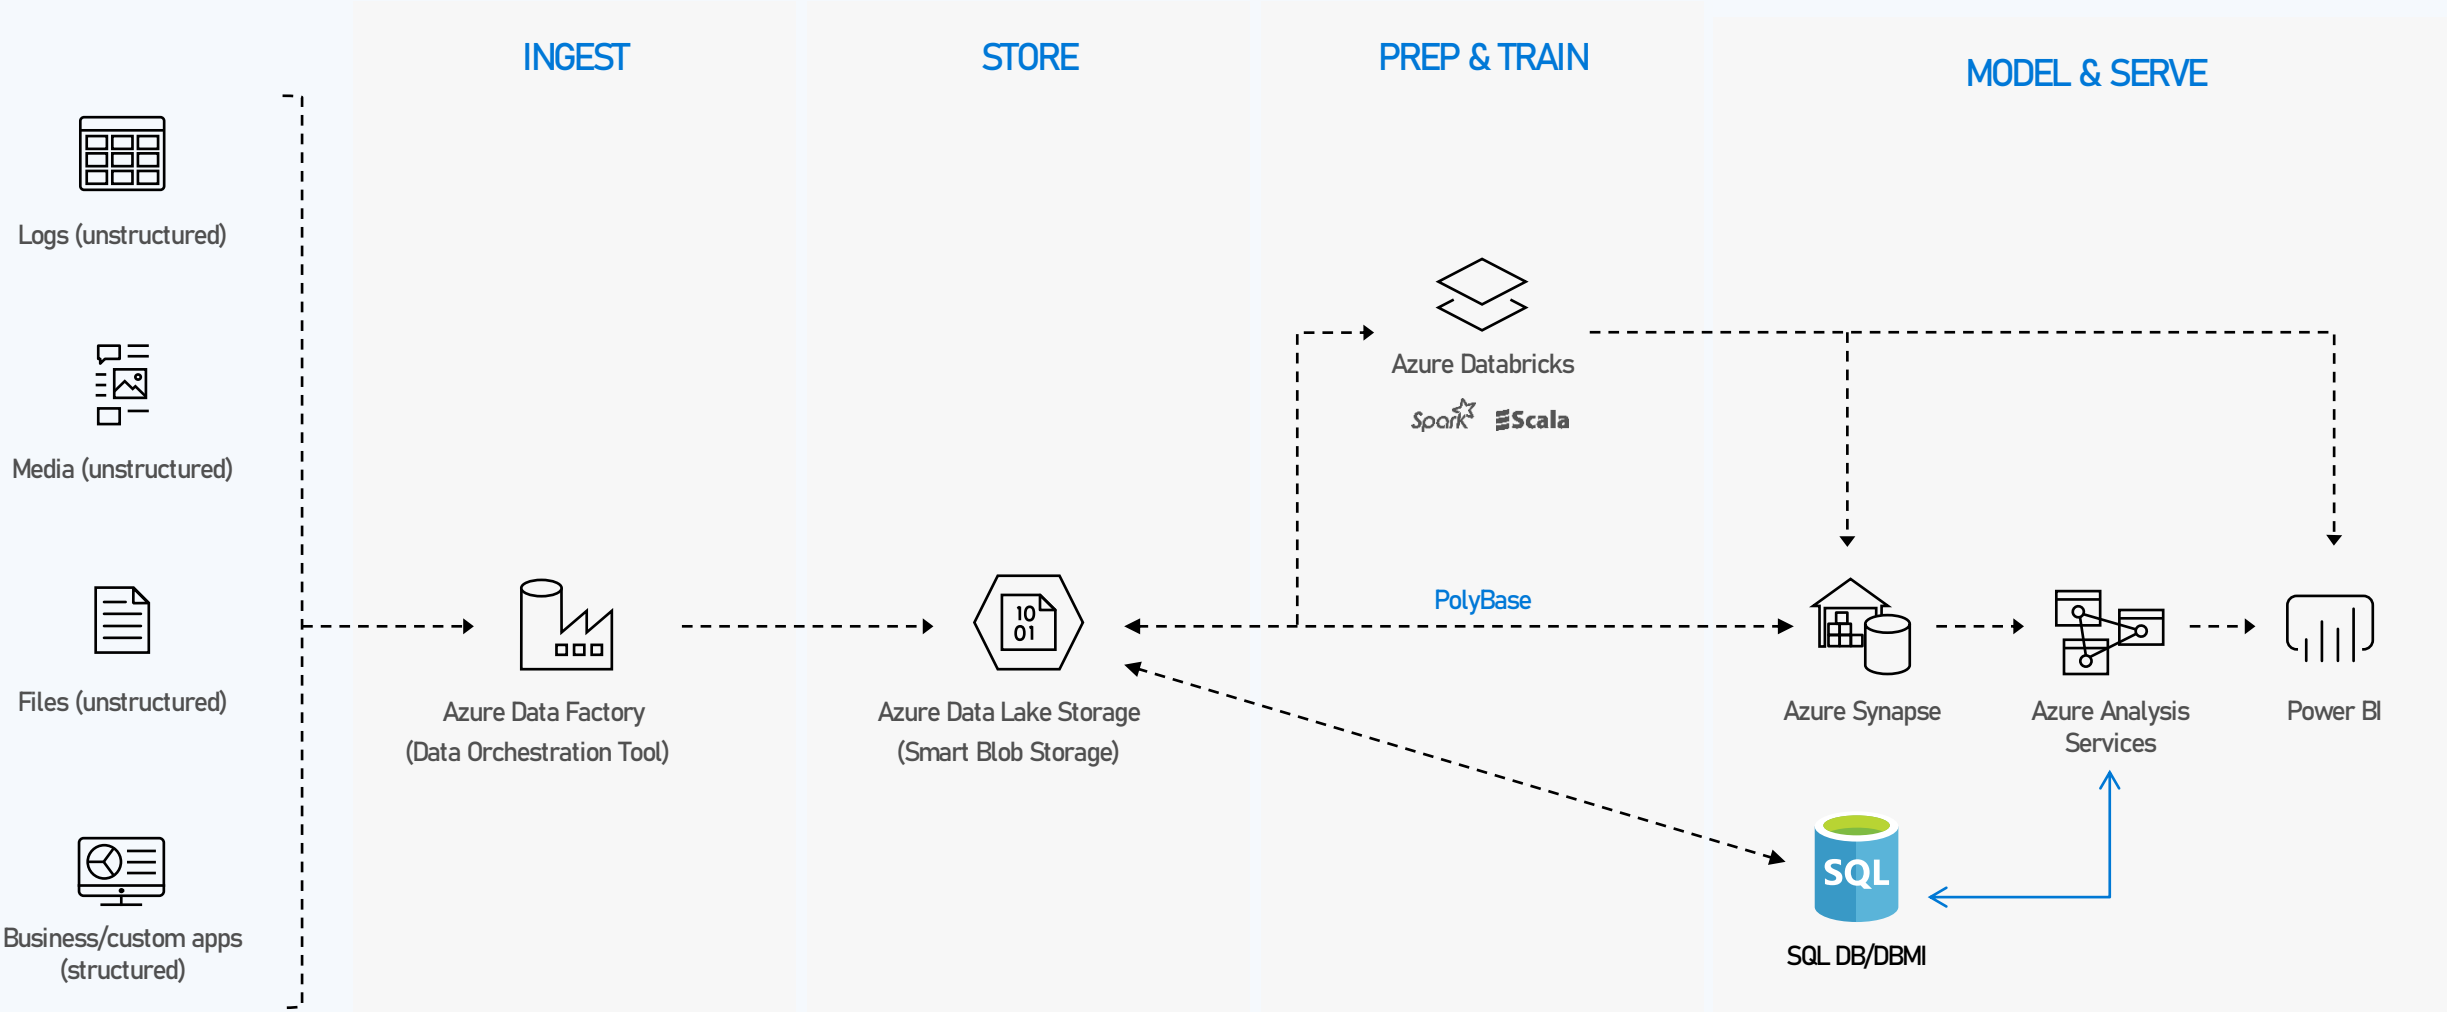 INGEST
STORE
PREP & TRAIN
MODEL & SERVE
Logs (unstructured)
Media (unstructured)
Files (unstructured)
Business/custom apps
(structured)
Azure Data Factory
(Data Orchestration Tool)
10
01
Azure Data Lake Storage
(Smart Blob Storage)
Azure Databricks
Spark
Scala
PolyBase
Azure Synapse
Azure Analysis
Services
Power BI
SQL
SQL DB/DBMI